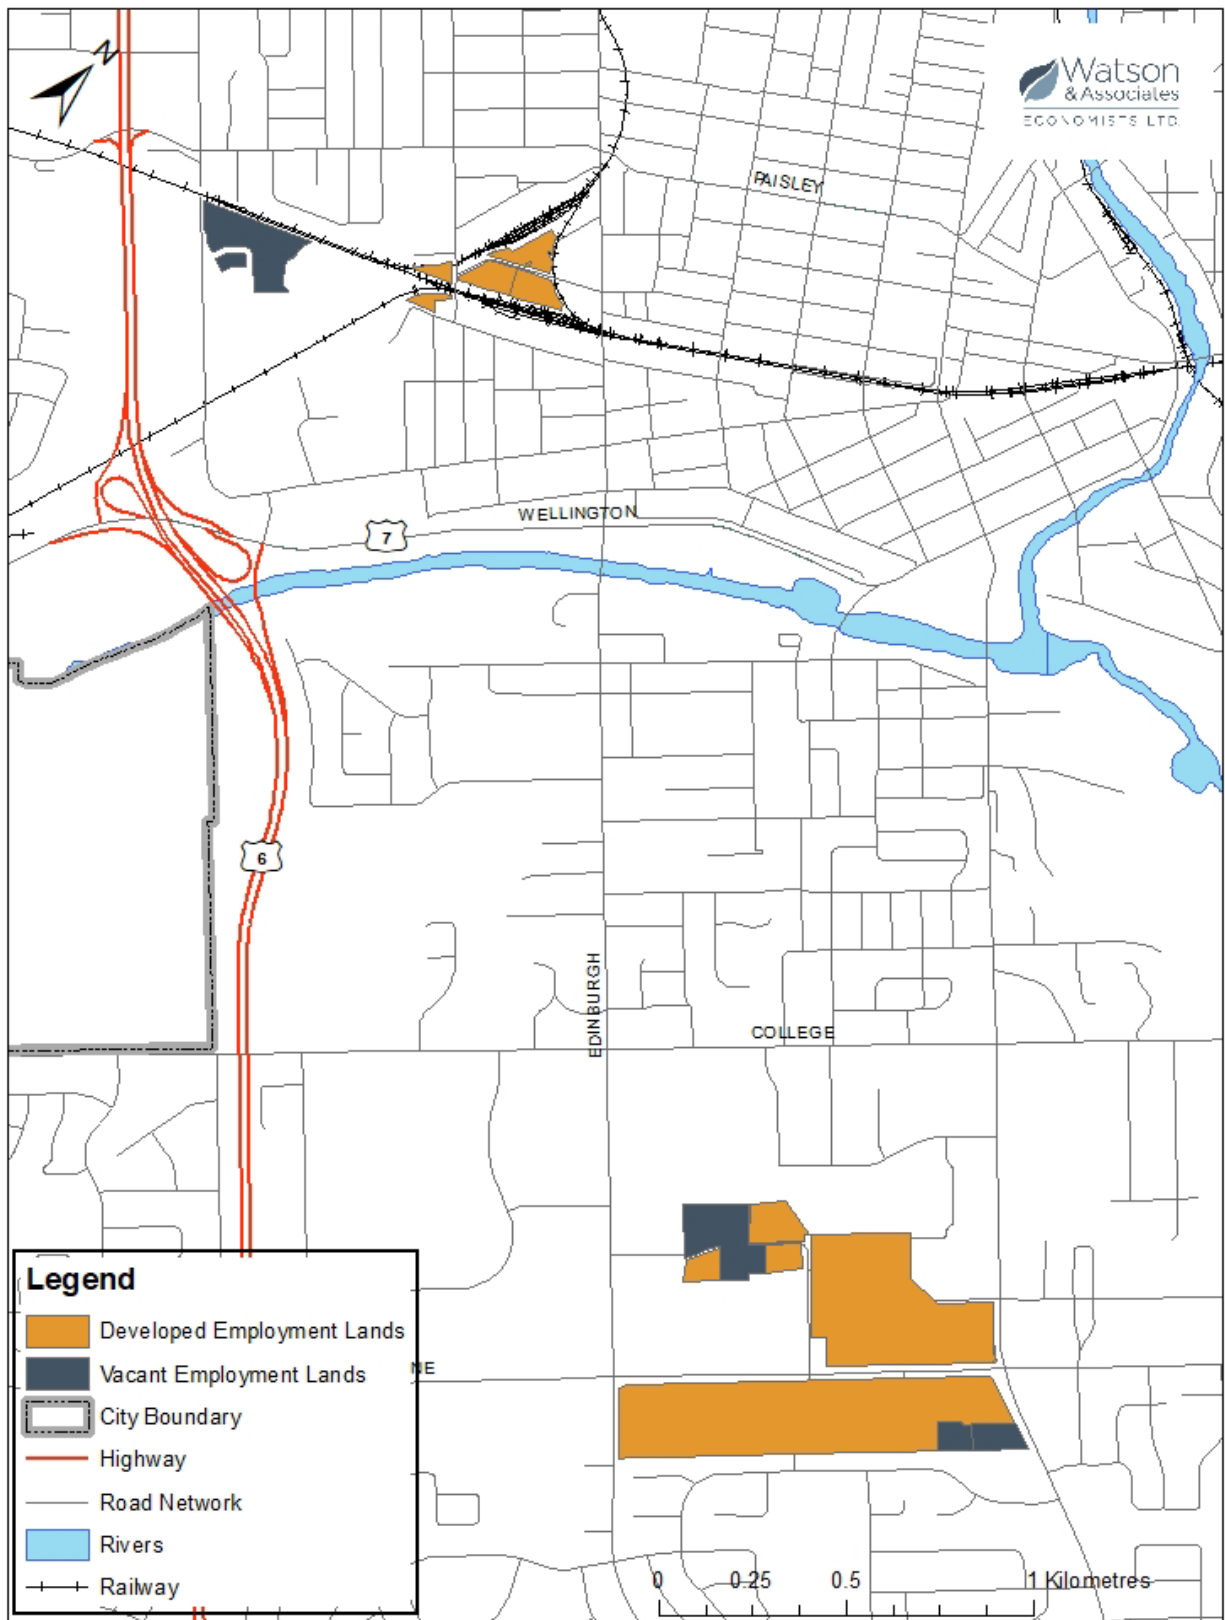 N
Watson
& Associates
ECONOMISTS LTD.
PAISLEY
WELLINGTON
7
6
EDINBURGH
COLLEGE
NE
Legend
Developed Employment Lands
Vacant Employment Lands
City Boundary
Highway
Road Network
Rivers
Railway
0 0.25 0.5 1 Kilometres